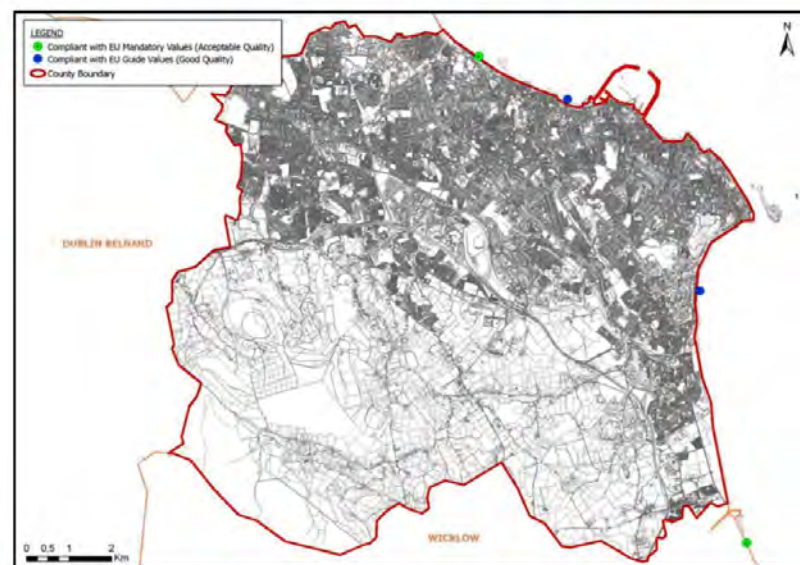 LEGEND
Compliant with EU Mandatory Values (Acceptable Quality)
Compliant with EU Guide Values (Good Quality)
County Boundary
N
DUBLIN BELGARD
WICKLOW
0 0.5 1 2
Km